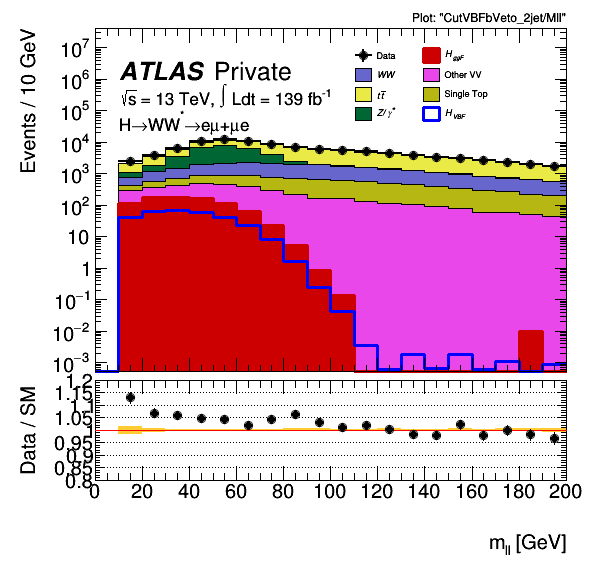 Plot: "CutVBFbVeto_2jet/Mll"
Events / 10 GeV
10⁷
10⁶
10⁵
10⁴
10³
10²
10
1
10⁻¹
10⁻²
10⁻³
ATLAS Private
√s = 13 TeV, ∫ Ldt = 139 fb⁻¹
H→WW*→eμ+μe
Data
WW
tt̄
Z/γ*
H_ggF
Other VV
Single Top
H_VBF
Data / SM
1.2
1.15
1.1
1.05
1
0.95
0.9
0.85
0.8
0 20 40 60 80 100 120 140 160 180 200
m_ll [GeV]